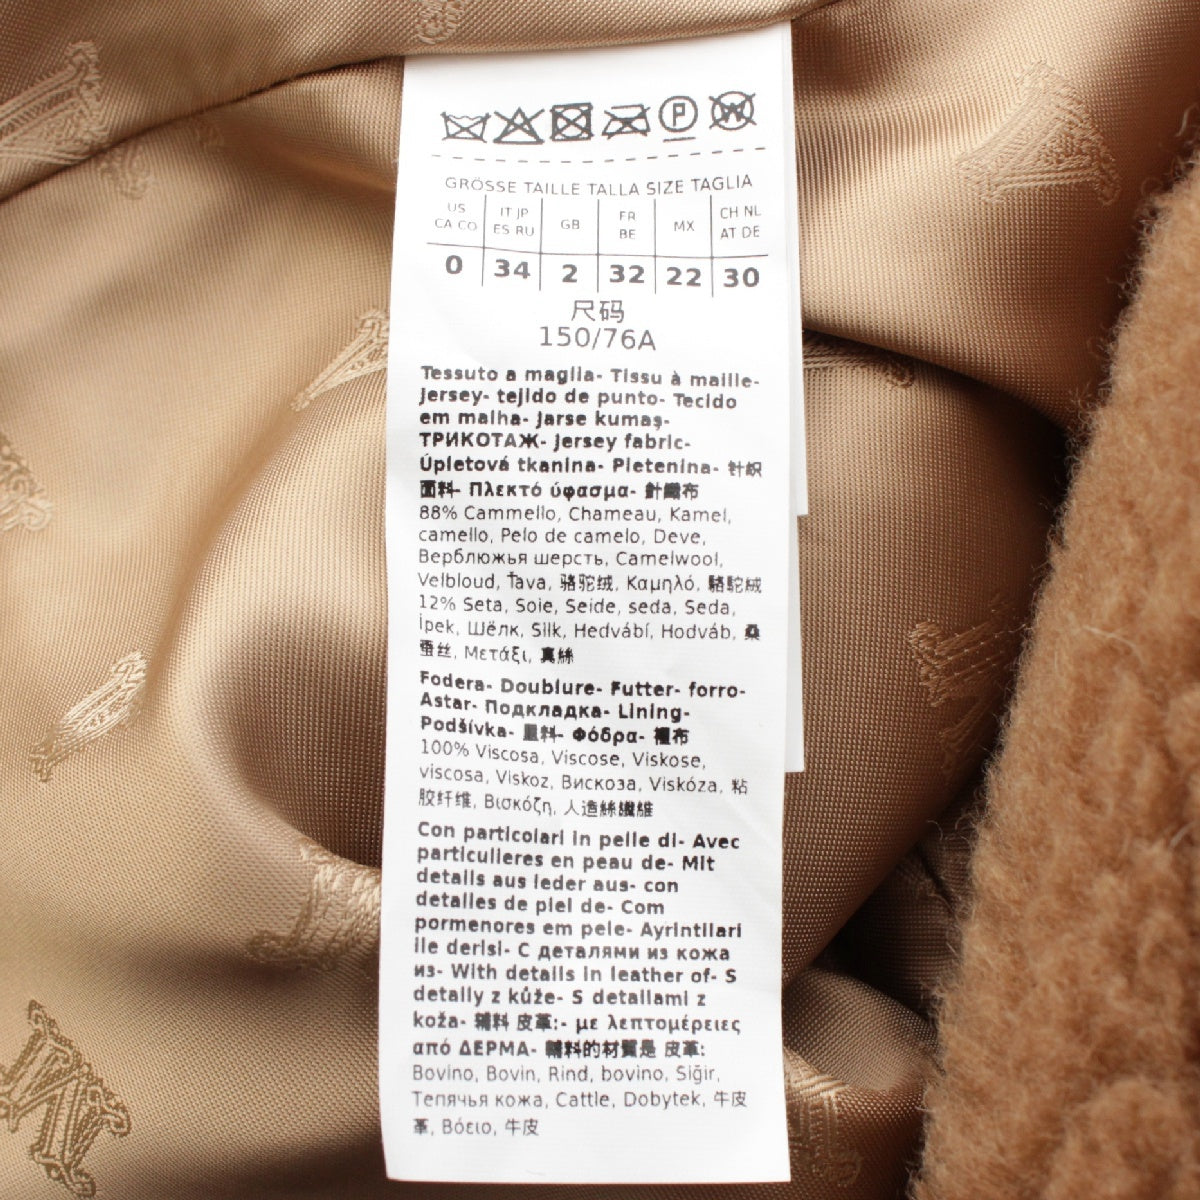 P W
GRÖSSE TAILLE TALLA SIZE TAGLIA
US CA CO
IT JP ES RU
GB
FR BE
MX
CH NL AT DE
0 34 2 32 22 30
尺码
150/76A
Tessuto a maglia- Tissu à maille-
Jersey- tejido de punto- Tecido
em malha- Jarse kumaş-
ТРИКОТАЖ- Jersey fabric-
Úpletová tkanina- Pletenina- 针织
面料- Πλεκτό ύφασμα- 針織布
88% Cammello, Chameau, Kamel,
camello, Pelo de camelo, Deve,
Верблюжья шерсть, Camelwool,
Velbloud, Ťava, 骆驼绒, Καμηλό, 駱駝絨
12% Seta, Soie, Seide, seda, Seda,
İpek, Шёлк, Silk, Hedvábí, Hodváb, 桑
蚕丝, Μετάξι, 真絲
Fodera- Doublure- Futter- forro-
Astar- Подкладка- Lining-
Podšívka- 里料- Φόδρα- 裡布
100% Viscosa, Viscose, Viskose,
viscosa, Viskoz, Вискоза, Viskóza, 粘
胶纤维, Βισκόζη, 人造絲纖維
Con particolari in pelle di- Avec
particulieres en peau de- Mit
details aus leder aus- con
detalles de piel de- Com
pormenores em pele- Ayrintilari
ile derisi- С деталями из кожа
из- With details in leather of- S
detaily z kůže- S detailami z
koža- 辅料 皮革:- με λεπτομέρειες
από ΔΕΡΜΑ- 輔料的材質是 皮革:
Bovino, Bovin, Rind, bovino, Siğir,
Телячья кожа, Cattle, Dobytek, 牛皮
革, Βόειο, 牛皮